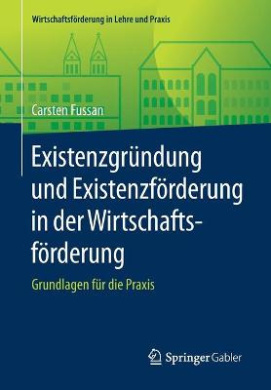 Wirtschaftsförderung in Lehre und Praxis
Carsten Fussan
Existenzgründung
und Existenzförderung
in der Wirtschafts-
förderung
Grundlagen für die Praxis
Springer Gabler